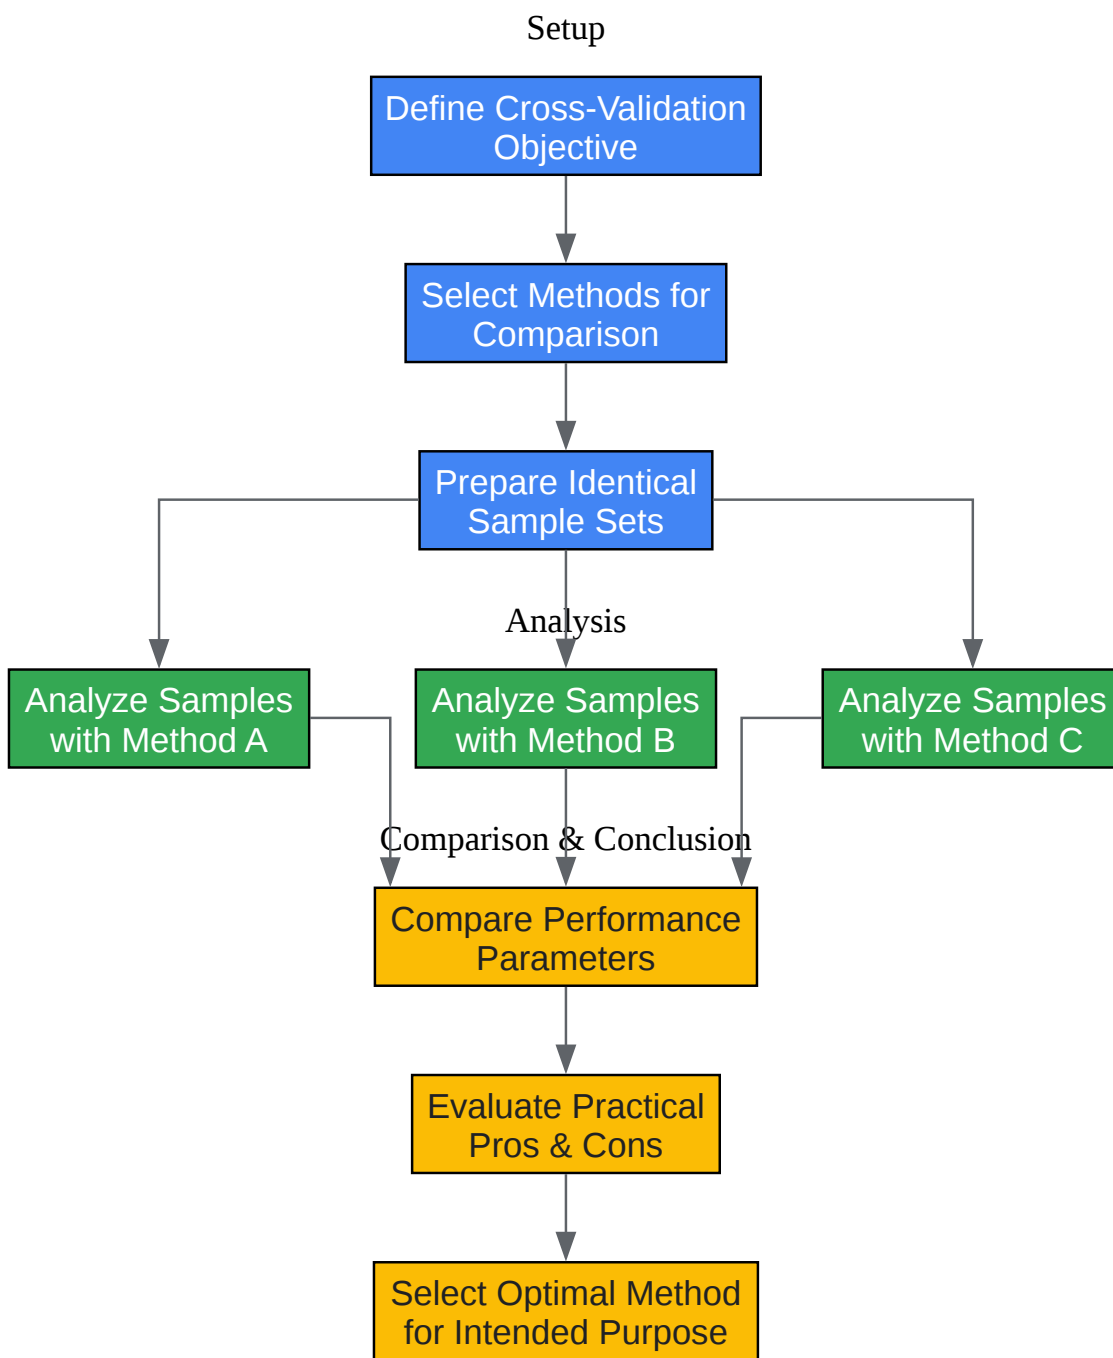 Setup
Define Cross-Validation
Objective
Select Methods for
Comparison
Prepare Identical
Sample Sets
Analysis
Analyze Samples
with Method A
Analyze Samples
with Method B
Analyze Samples
with Method C
Comparison & Conclusion
Compare Performance
Parameters
Evaluate Practical
Pros & Cons
Select Optimal Method
for Intended Purpose